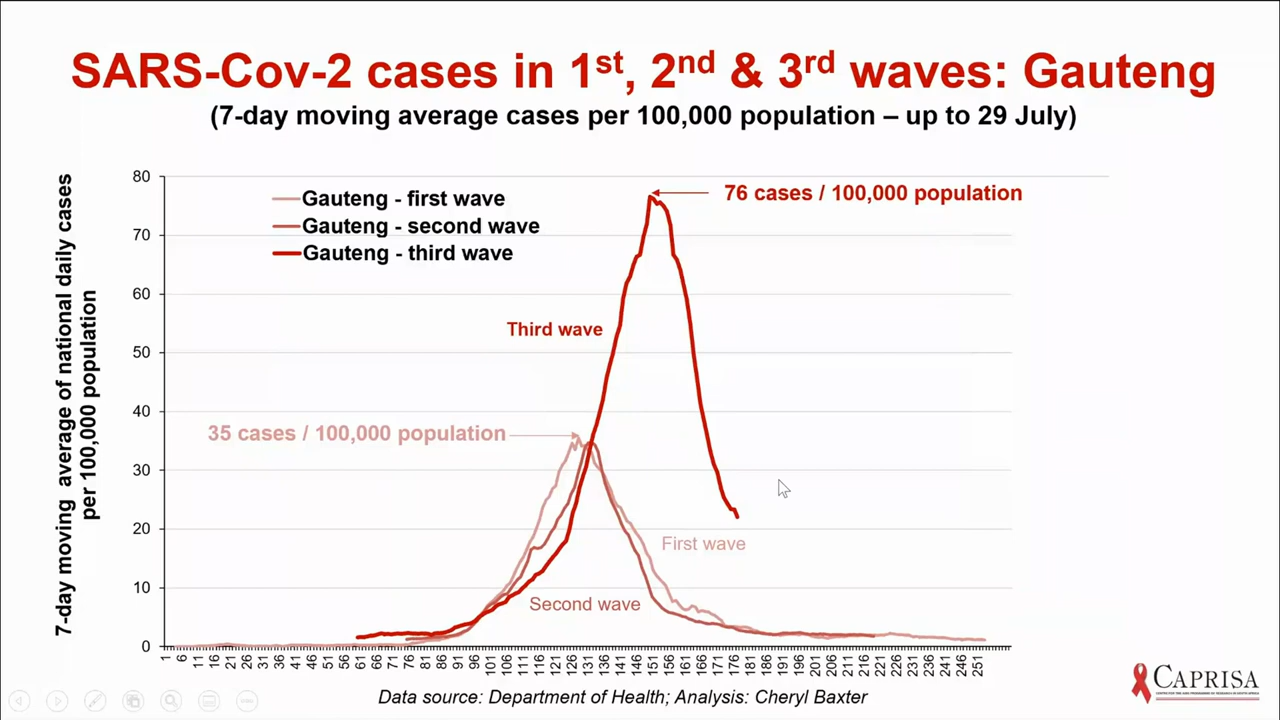 SARS-Cov-2 cases in 1st, 2nd & 3rd waves: Gauteng
(7-day moving average cases per 100,000 population – up to 29 July)
7-day moving average of national daily cases
per 100,000 population
80
70
60
50
40
30
20
10
0
Gauteng - first wave
Gauteng - second wave
Gauteng - third wave
76 cases / 100,000 population
Third wave
35 cases / 100,000 population
First wave
Second wave
1 6 11 16 21 26 31 36 41 46 51 56 61 66 71 76 81 86 91 96 101 106 111 116 121 126 131 136 141 146 151 156 161 166 171 176 181 186 191 196 201 206 211 216 221 226 231 236 241 246 251
Data source: Department of Health; Analysis: Cheryl Baxter
CAPRISA